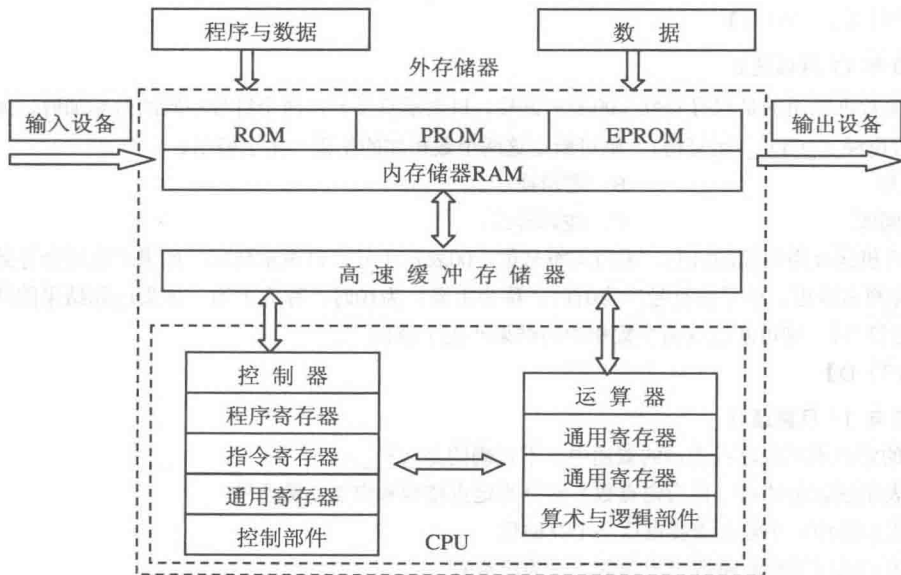 程序与数据
数 据
外存储器
输入设备
ROM
PROM
EPROM
输出设备
内存储器RAM
高 速 缓 冲 存 储 器
控 制 器
程序寄存器
指令寄存器
通用寄存器
控制部件
运 算 器
通用寄存器
通用寄存器
算术与逻辑部件
CPU